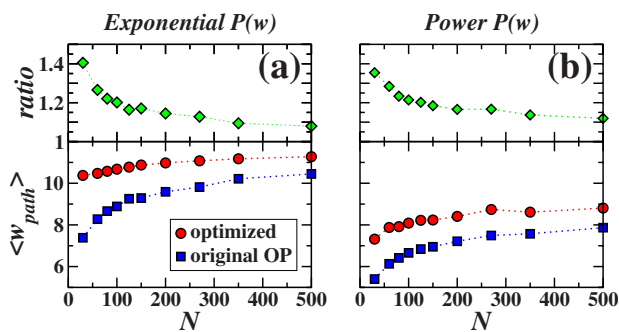 Exponential P(w) Power P(w)
(a) (b)
ratio
1.4
1.2
1
<w_path>
10
8
6
optimized
original OP
0 100 200 300 400 500
0 100 200 300 400 500
N N